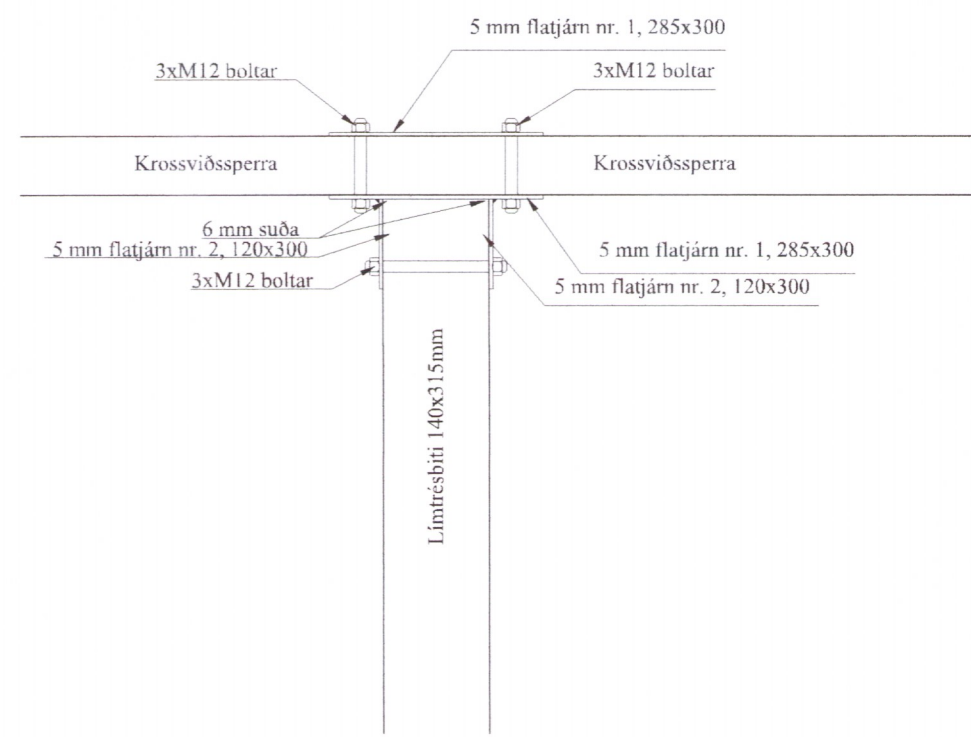 5 mm flatjárn nr. 1, 285x300
3xM12 boltar
3xM12 boltar
Krossviðssperra
Krossviðssperra
6 mm suða
5 mm flatjárn nr. 2, 120x300
5 mm flatjárn nr. 1, 285x300
3xM12 boltar
5 mm flatjárn nr. 2, 120x300
Límtrésbiti 140x315mm